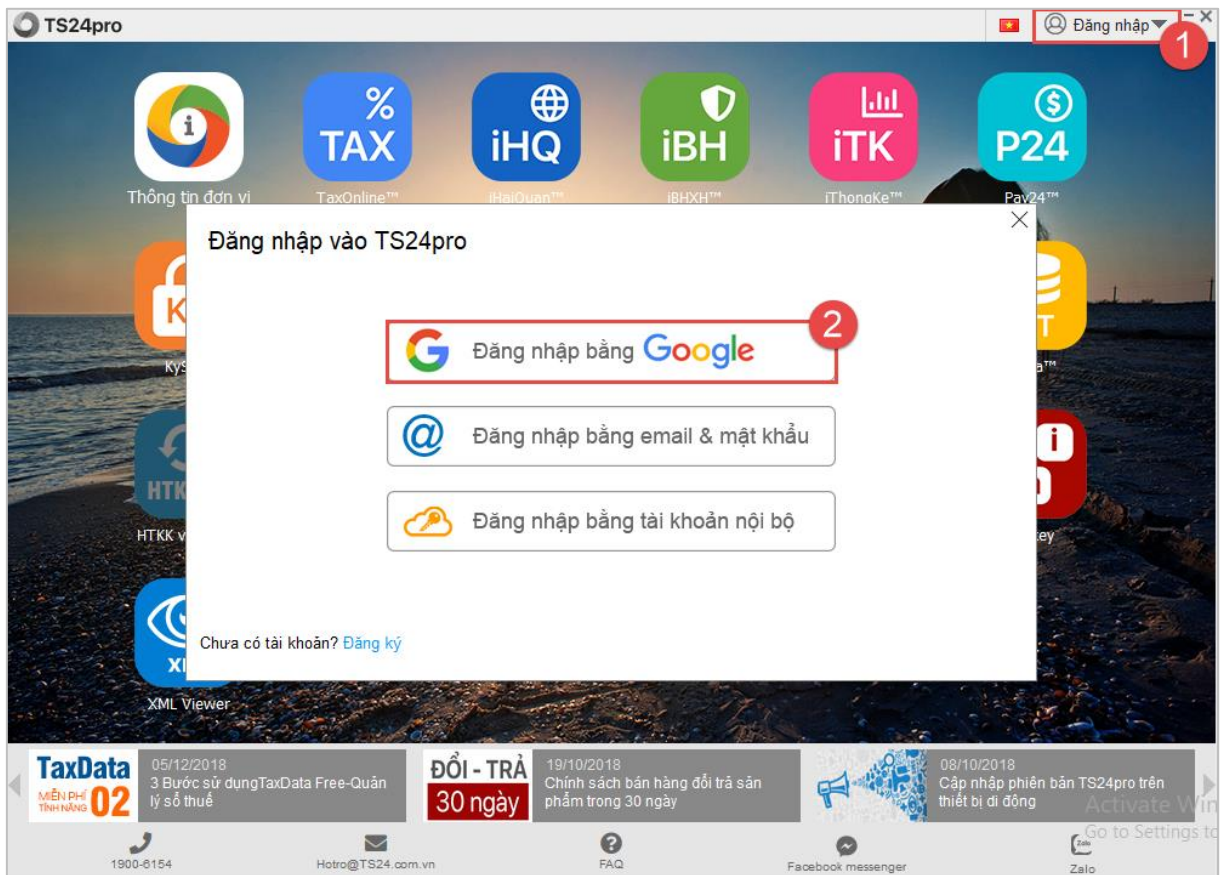 TS24pro
Đăng nhập
1
i
%
TAX
iHQ
iBH
iTK
P24
Thông tin đơn vị
TaxOnline™
iHaiQuan™
iBHXH™
iThongKe™
Pay24™
Đăng nhập vào TS24pro
2
Đăng nhập bằng Google
Đăng nhập bằng email & mật khẩu
Đăng nhập bằng tài khoản nội bộ
Chưa có tài khoản? Đăng ký
XML Viewer
TaxData
MIỄN PHÍ
TÍNH NĂNG 02
05/12/2018
3 Bước sử dụngTaxData Free-Quản
lý sổ thuế
ĐỔI - TRẢ
30 ngày
19/10/2018
Chính sách bán hàng đổi trả sản
phẩm trong 30 ngày
08/10/2018
Cập nhập phiên bản TS24pro trên
thiết bị di động
Activate Win
Go to Settings to
1900-6154
Hotro@TS24.com.vn
FAQ
Facebook messenger
Zalo